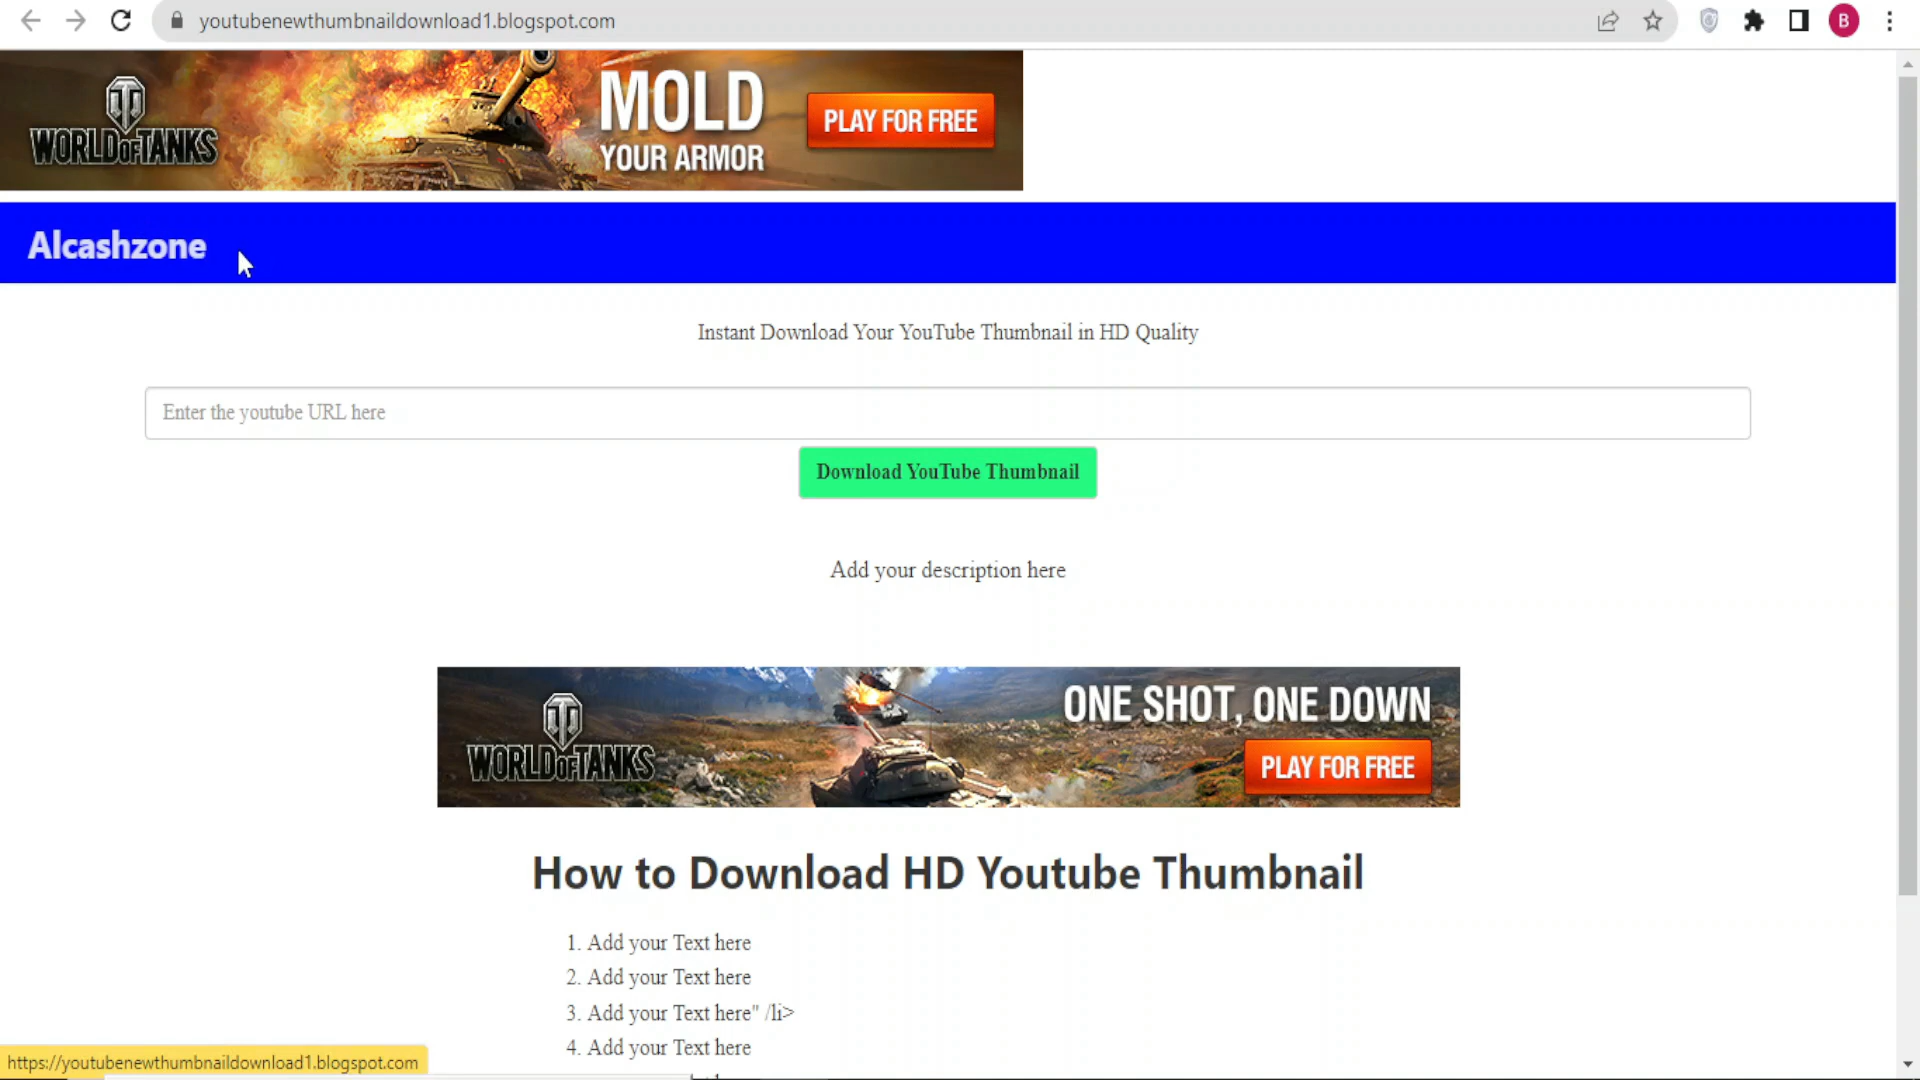 youtubenewthumbnaildownload1.blogspot.com
B
WORLD OF TANKS
MOLD
YOUR ARMOR
PLAY FOR FREE
Alcashzone
Instant Download Your YouTube Thumbnail in HD Quality
Enter the youtube URL here
Download YouTube Thumbnail
Add your description here
WORLD OF TANKS
ONE SHOT, ONE DOWN
PLAY FOR FREE
How to Download HD Youtube Thumbnail
1. Add your Text here
2. Add your Text here
3. Add your Text here" /li>
4. Add your Text here
https://youtubenewthumbnaildownload1.blogspot.com